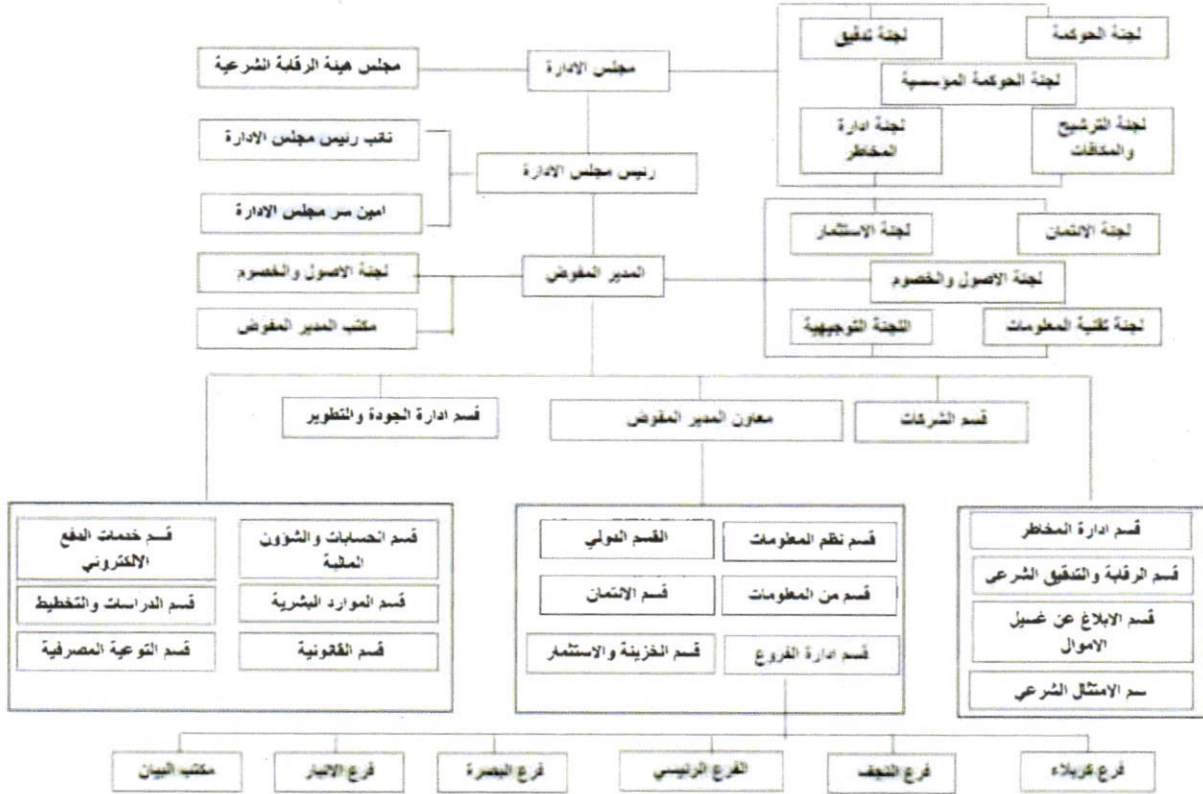 لجنة الحوكمة
لجنة تدقيق
مجلس الادارة
مجلس هيئة الرقابة الشرعية
لجنة الحوكمة المؤسسية
لجنة الترشيح
والمكافات
لجنة ادارة
المخاطر
نائب رئيس مجلس الادارة
رئيس مجلس الادارة
امين سر مجلس الادارة
لجنة الائتمان
لجنة الاستثمار
المدير المفوض
لجنة الاصول والخصوم
لجنة الاصول والخصوم
لجنة تقنية المعلومات
اللجنة التوجيهية
مكتب المدير المفوض
قسم الشركات
معاون المدير المفوض
قسم ادارة الجودة والتطوير
قسم ادارة المخاطر
قسم الرقابة والتدقيق الشرعي
قسم الابلاغ عن غسيل
الاموال
سم الامتثال الشرعي
قسم نظم المعلومات
القسم الدولي
قسم من المعلومات
قسم الائتمان
قسم ادارة الفروع
قسم الخزينة والاستثمار
قسم الحسابات والشؤون
المالية
قسم خدمات الدفع
الالكتروني
قسم الموارد البشرية
قسم الدراسات والتخطيط
قسم القانونية
قسم التوعية المصرفية
فرع كربلاء
فرع النجف
الفرع الرئيسي
فرع البصرة
فرع الانبار
مكتب البيان